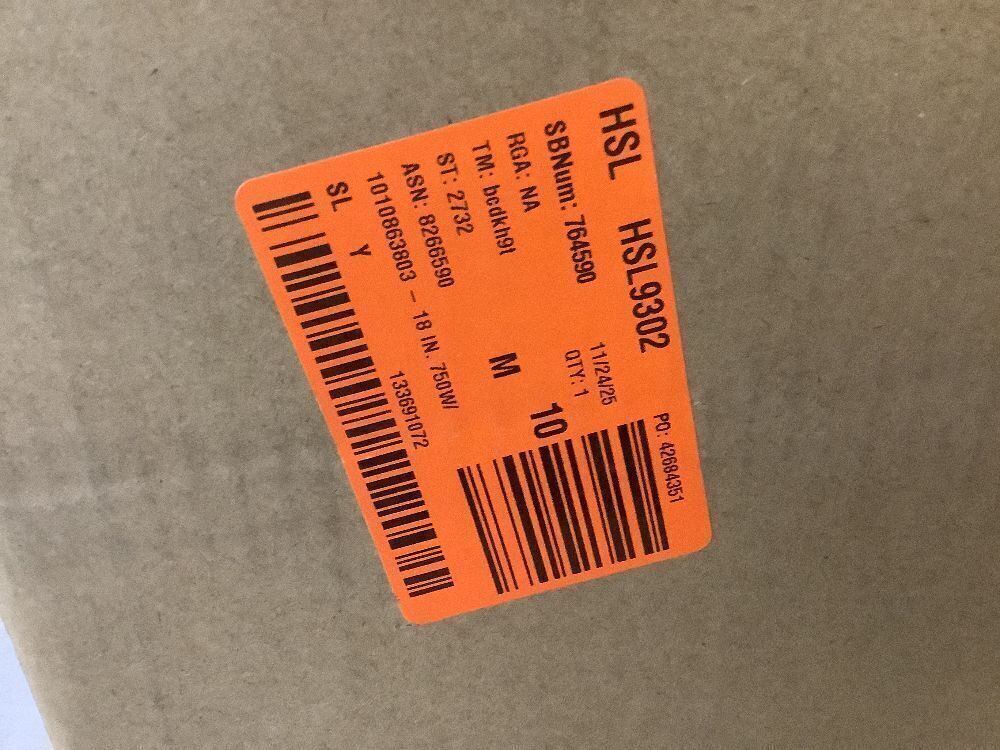 HSL HSL9302
PO: 42684351
SBNum: 764590 11/24/25
RGA: NA QTY: 1
TM: bcdkh9t 10
ST: 2732 M
ASN: 8266590
1010863803 - 18 IN. 750W/
SL Y 133691072